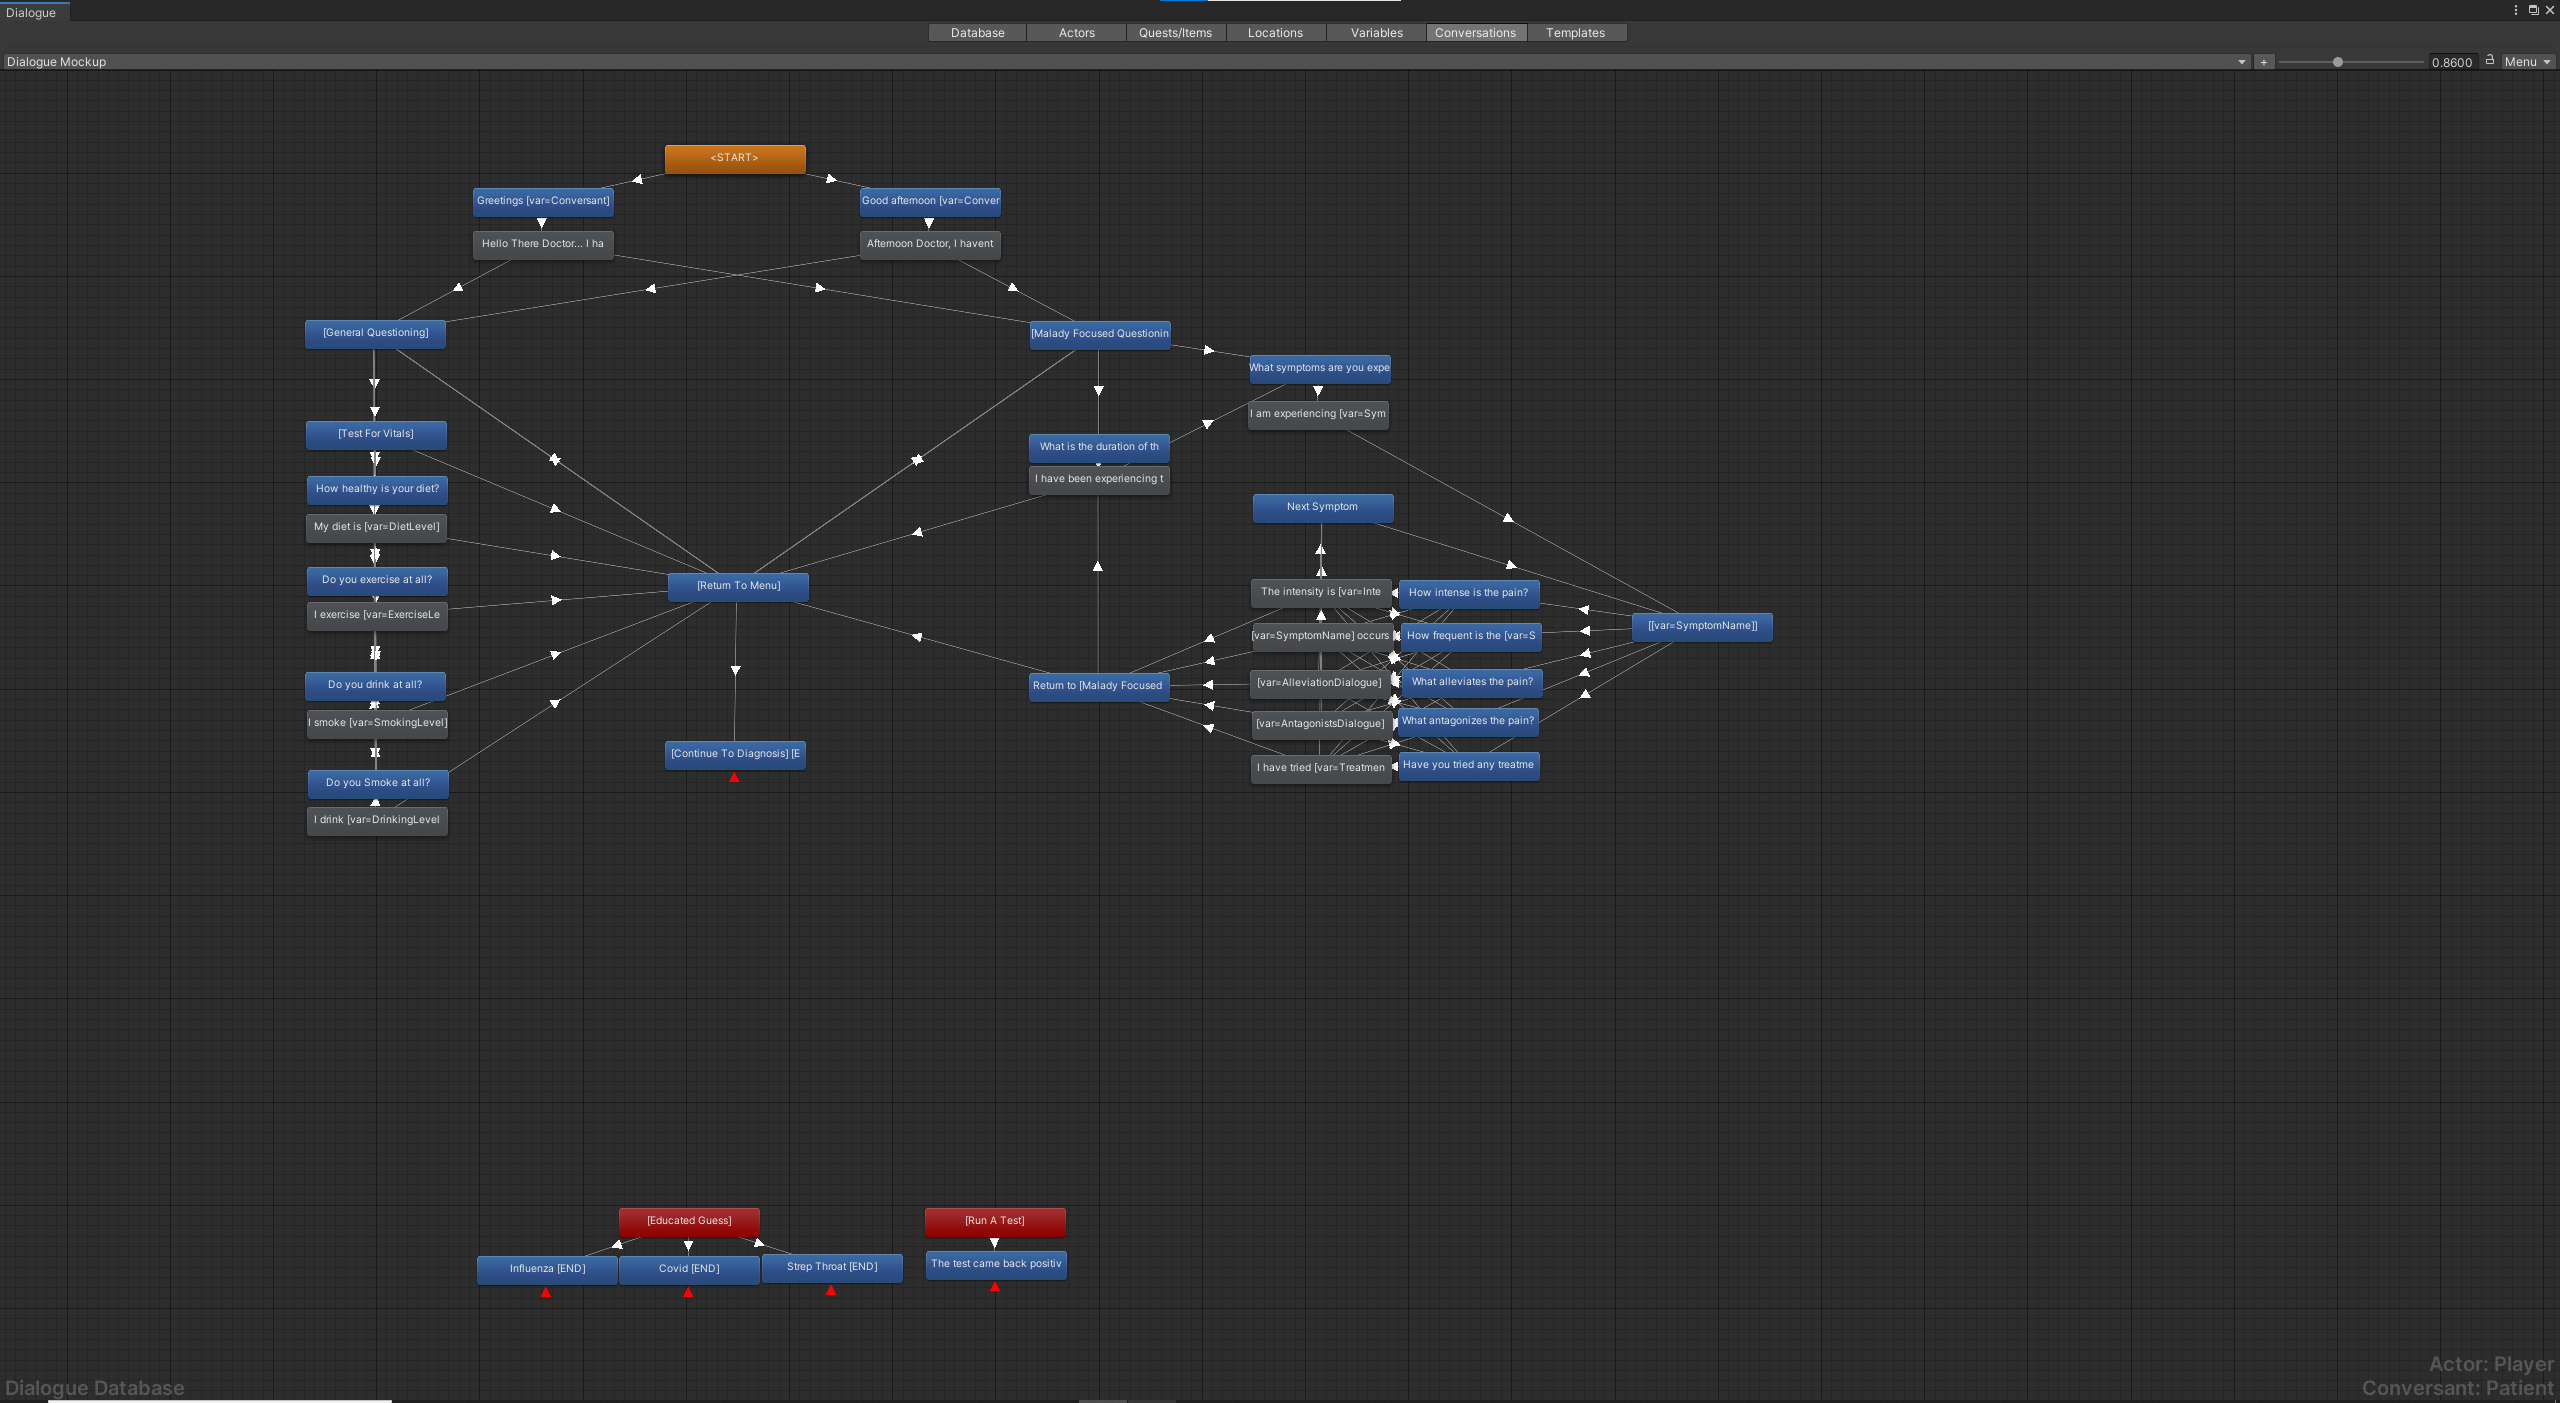 Dialogue
Database
Actors
Quests/Items
Locations
Variables
Conversations
Templates
Dialogue Mockup
+
0.8600
Menu
<START>
Greetings [var=Conversant]
Good afternoon [var=Conver
Hello There Doctor... I ha
Afternoon Doctor, I havent
[General Questioning]
[Malady Focused Questionin
What symptoms are you expe
I am experiencing [var=Sym
[Test For Vitals]
What is the duration of th
I have been experiencing t
How healthy is your diet?
My diet is [var=DietLevel]
Next Symptom
Do you exercise at all?
I exercise [var=ExerciseLe
[Return To Menu]
The intensity is [var=Inte
How intense is the pain?
[var=SymptomName] occurs
How frequent is the [var=S
[[var=SymptomName]]
Do you drink at all?
Return to [Malady Focused
[var=AlleviationDialogue]
What alleviates the pain?
I smoke [var=SmokingLevel]
[var=AntagonistsDialogue]
What antagonizes the pain?
[Continue To Diagnosis] [E
I have tried [var=Treatmen
Have you tried any treatme
Do you Smoke at all?
I drink [var=DrinkingLevel
[Educated Guess]
[Run A Test]
Influenza [END]
Covid [END]
Strep Throat [END]
The test came back positiv
Actor: Player
Dialogue Database
Conversant: Patient